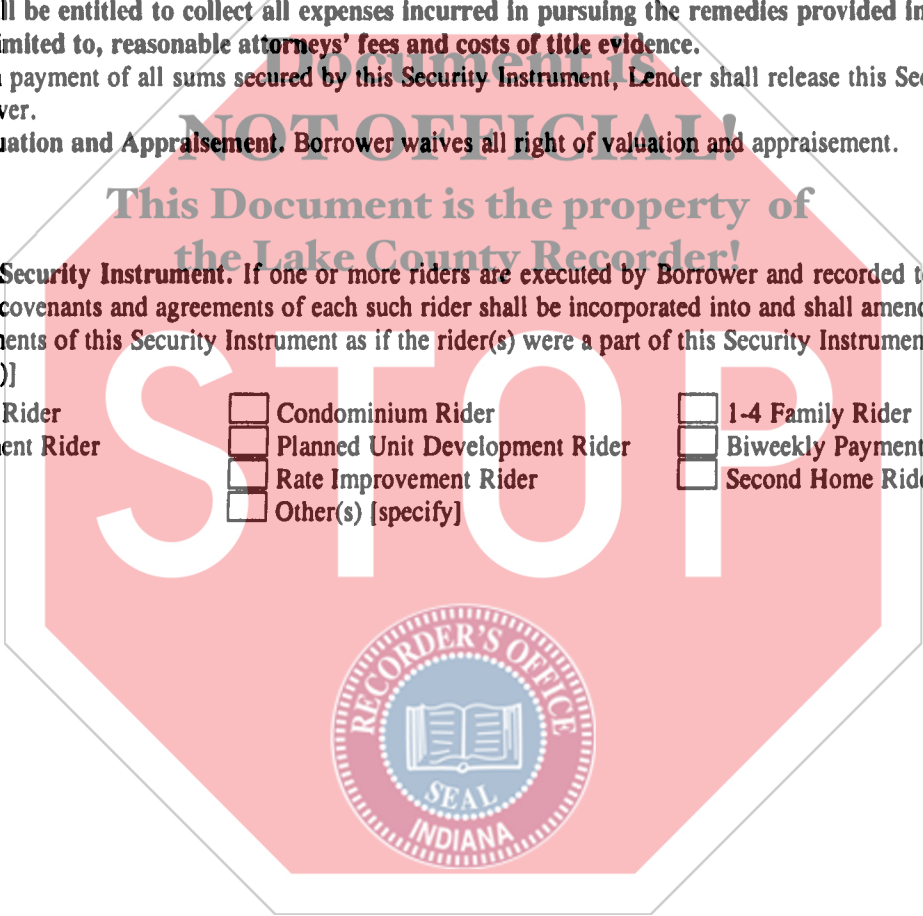 ll be entitled to collect all expenses incurred in pursuing the remedies provided in
imited to, reasonable attorneys' fees and costs of title evidence.
Document is
payment of all sums secured by this Security Instrument, Lender shall release this Sec
ver.
NOT OFFICIAL!
uation and Appraisement. Borrower waives all right of valuation and appraisement.
This Document is the property of
the Lake County Recorder!
Security Instrument. If one or more riders are executed by Borrower and recorded t
covenants and agreements of each such rider shall be incorporated into and shall amend
nents of this Security Instrument as if the rider(s) were a part of this Security Instrumen
)]
Rider Condominium Rider 1-4 Family Rider
ent Rider Planned Unit Development Rider Biweekly Payment
Rate Improvement Rider Second Home Ride
Other(s) [specify]
STOP
RECORDER'S OFFICE
SEAL
INDIANA